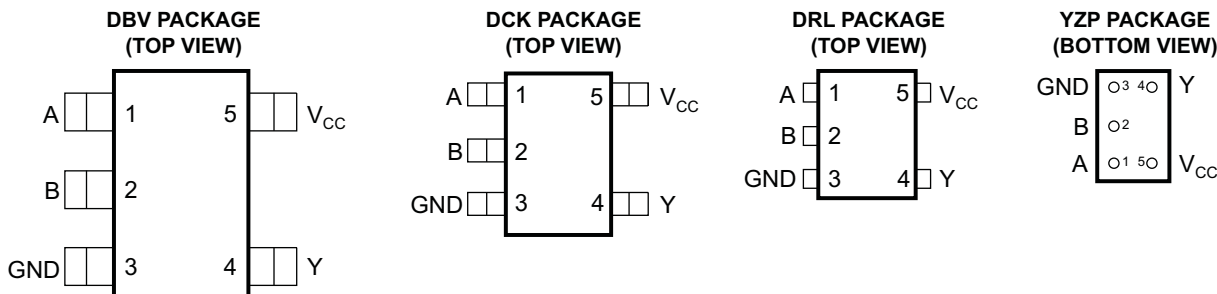 DBV PACKAGE
(TOP VIEW)
A 1 5 VCC
B 2
GND 3 4 Y
DCK PACKAGE
(TOP VIEW)
A 1 5 VCC
B 2
GND 3 4 Y
DRL PACKAGE
(TOP VIEW)
A 1 5 VCC
B 2
GND 3 4 Y
YZP PACKAGE
(BOTTOM VIEW)
GND 3 4 Y
B 2
A 1 5 VCC